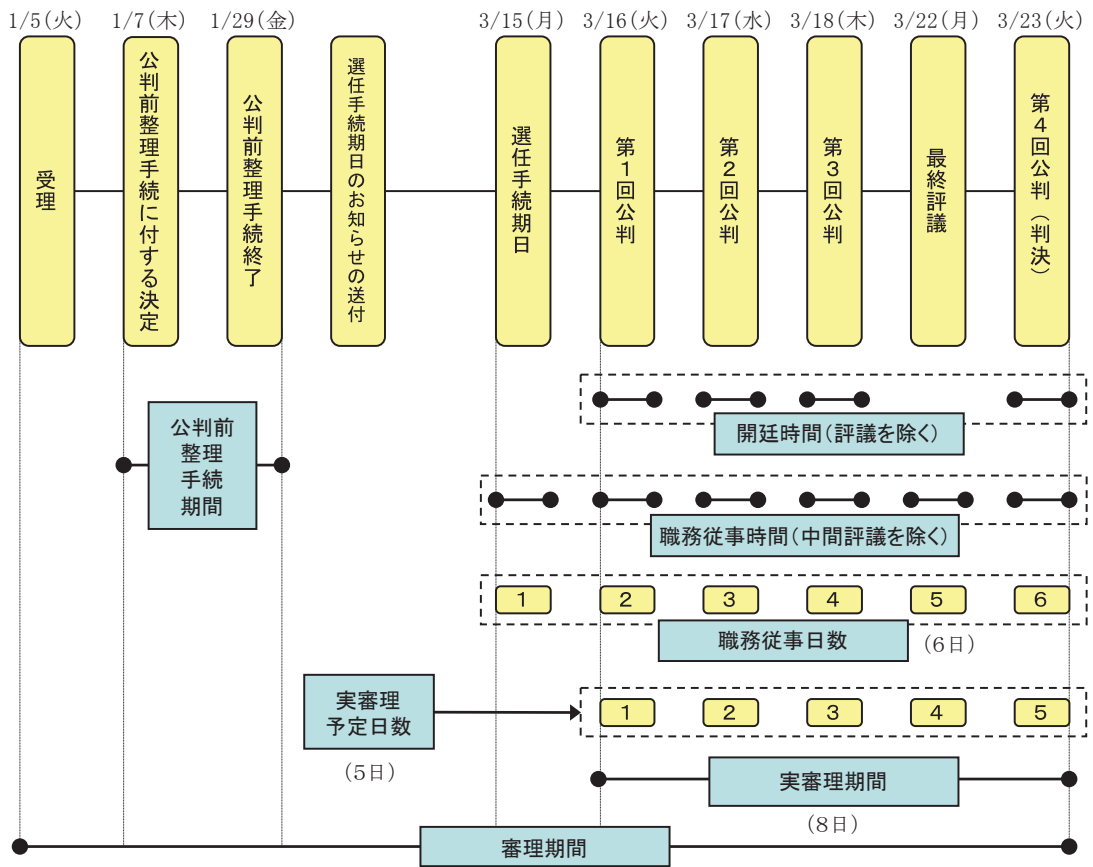 1/5(火)
1/7(木)
1/29(金)
3/15(月)
3/16(火)
3/17(水)
3/18(木)
3/22(月)
3/23(火)
受理
公判前整理手続に付する決定
公判前整理手続終了
選任手続期日のお知らせの送付
選任手続期日
第1回公判
第2回公判
第3回公判
最終評議
第4回公判(判決)
開廷時間(評議を除く)
公判前
整理
手続
期間
職務従事時間(中間評議を除く)
1
2
3
4
5
6
職務従事日数
(6日)
実審理
予定日数
(5日)
1
2
3
4
5
実審理期間
(8日)
審理期間